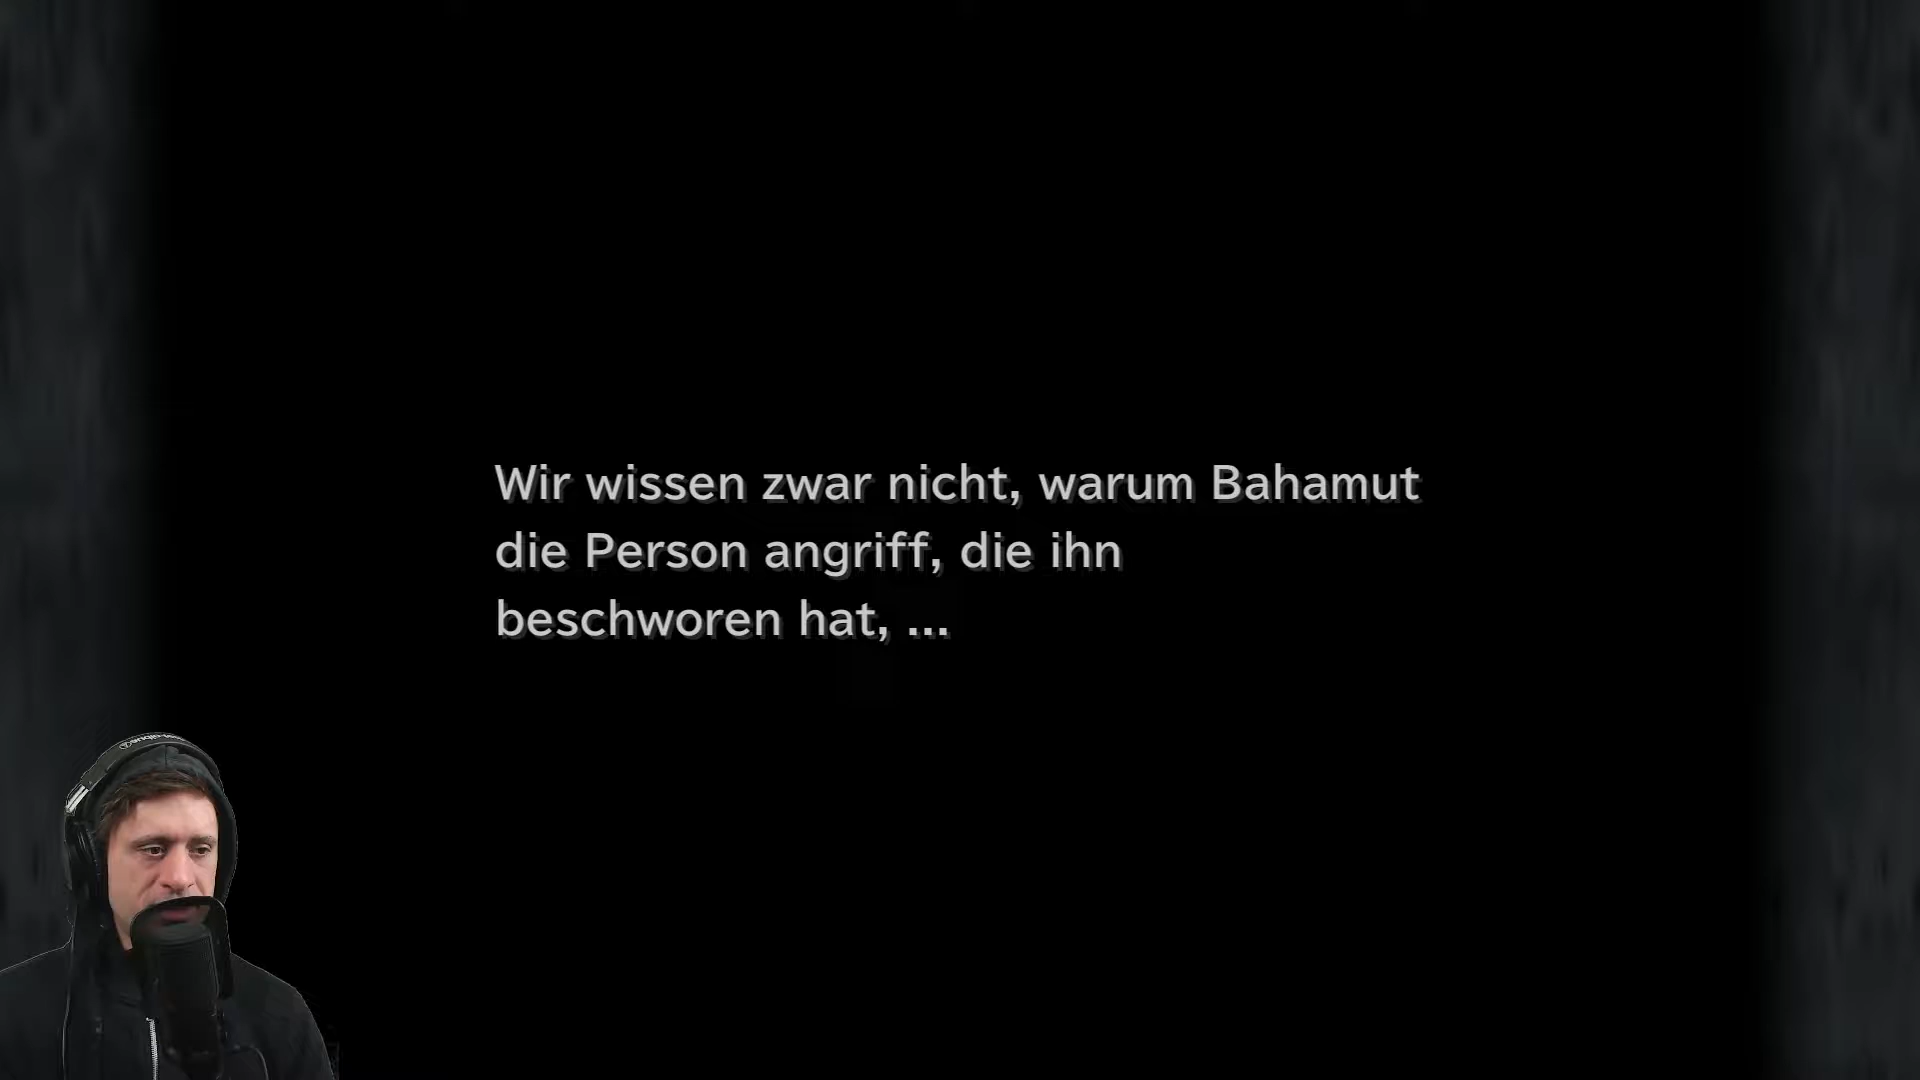 Wir wissen zwar nicht, warum Bahamut
die Person angriff, die ihn
beschworen hat, ...